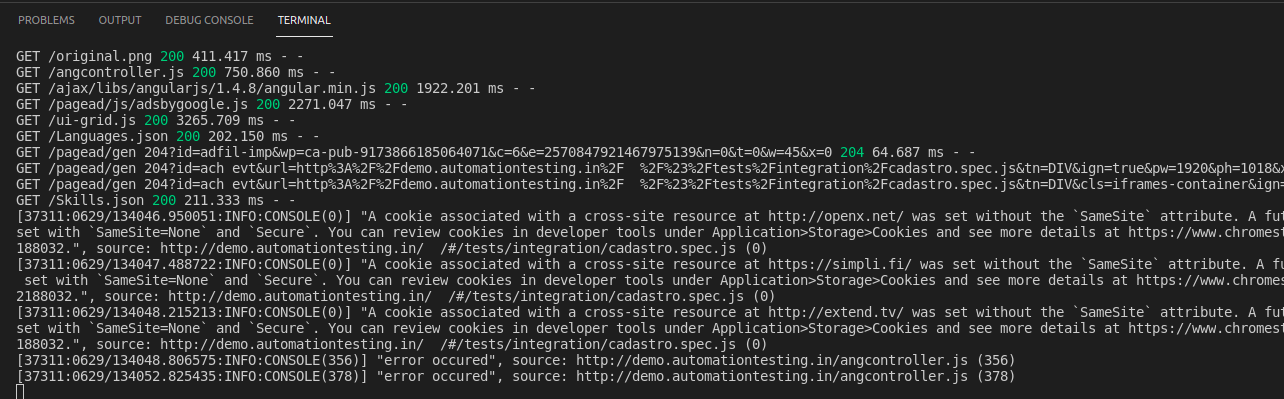 PROBLEMS OUTPUT DEBUG CONSOLE TERMINAL
GET /original.png 200 411.417 ms - -
GET /angcontroller.js 200 750.860 ms - -
GET /ajax/libs/angularjs/1.4.8/angular.min.js 200 1922.201 ms - -
GET /pagead/js/adsbygoogle.js 200 2271.047 ms - -
GET /ui-grid.js 200 3265.709 ms - -
GET /Languages.json 200 202.150 ms - -
GET /pagead/gen 204?id=adfil-imp&wp=ca-pub-9173866185064071&c=6&e=2570847921467975139&n=0&t=0&w=45&x=0 204 64.687 ms - -
GET /pagead/gen 204?id=ach evt&url=http%3A%2F%2Fdemo.automationtesting.in%2F  %2F%23%2Ftests%2Fintegration%2Fcadastro.spec.js&tn=DIV&ign=true&pw=1920&ph=1018&x
GET /pagead/gen 204?id=ach evt&url=http%3A%2F%2Fdemo.automationtesting.in%2F  %2F%23%2Ftests%2Fintegration%2Fcadastro.spec.js&tn=DIV&cls=iframes-container&ign=
GET /Skills.json 200 211.333 ms - -
[37311:0629/134046.950051:INFO:CONSOLE(0)] "A cookie associated with a cross-site resource at http://openx.net/ was set without the `SameSite` attribute. A fu
set with `SameSite=None` and `Secure`. You can review cookies in developer tools under Application>Storage>Cookies and see more details at https://www.chromest
188032.", source: http://demo.automationtesting.in/  /#/tests/integration/cadastro.spec.js (0)
[37311:0629/134047.488722:INFO:CONSOLE(0)] "A cookie associated with a cross-site resource at https://simpli.fi/ was set without the `SameSite` attribute. A f
set with `SameSite=None` and `Secure`. You can review cookies in developer tools under Application>Storage>Cookies and see more details at https://www.chromes
2188032.", source: http://demo.automationtesting.in/  /#/tests/integration/cadastro.spec.js (0)
[37311:0629/134048.215213:INFO:CONSOLE(0)] "A cookie associated with a cross-site resource at http://extend.tv/ was set without the `SameSite` attribute. A fut
set with `SameSite=None` and `Secure`. You can review cookies in developer tools under Application>Storage>Cookies and see more details at https://www.chromest
188032.", source: http://demo.automationtesting.in/  /#/tests/integration/cadastro.spec.js (0)
[37311:0629/134048.806575:INFO:CONSOLE(356)] "error occured", source: http://demo.automationtesting.in/angcontroller.js (356)
[37311:0629/134052.825435:INFO:CONSOLE(378)] "error occured", source: http://demo.automationtesting.in/angcontroller.js (378)